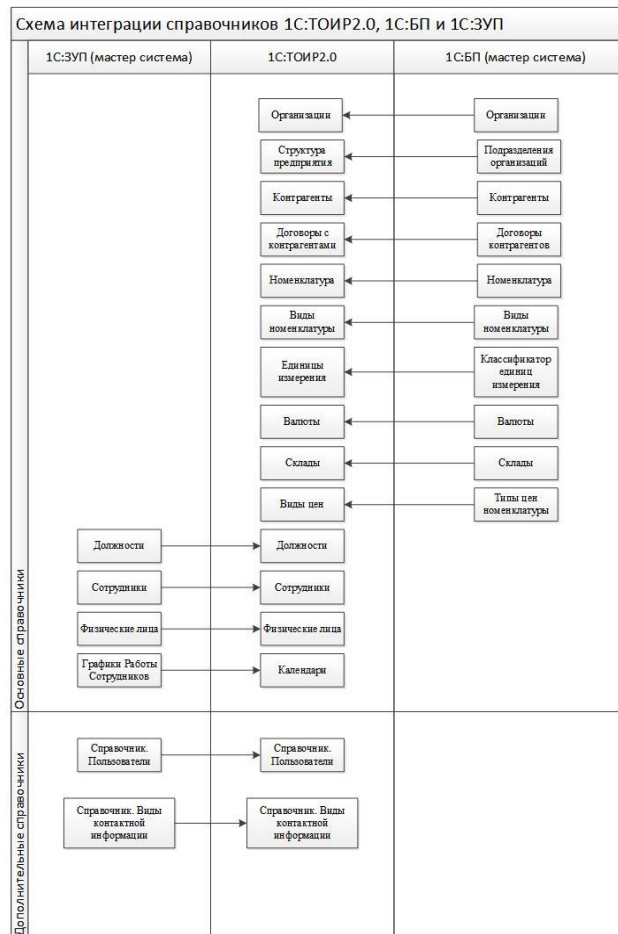 Схема интеграции справочников 1С:ТОИР2.0, 1С:БП и 1С:ЗУП
1С:ЗУП (мастер система)
1С:ТОИР2.0
1С:БП (мастер система)
Основные справочники
Организации
Организации
Структура
предприятия
Подразделения
организаций
Контрагенты
Контрагенты
Договоры с
контрагентами
Договоры
контрагентов
Номенклатура
Номенклатура
Виды
номенклатуры
Виды
номенклатуры
Единицы
измерения
Классификатор
единиц
измерения
Валюты
Валюты
Склады
Склады
Виды цен
Типы цен
номенклатуры
Должности
Должности
Сотрудники
Сотрудники
Физические лица
Физические лица
Графики Работы
Сотрудников
Календари
Дополнительные справочники
Справочник.
Пользователи
Справочник.
Пользователи
Справочник. Виды
контактной
информации
Справочник. Виды
контактной
информации